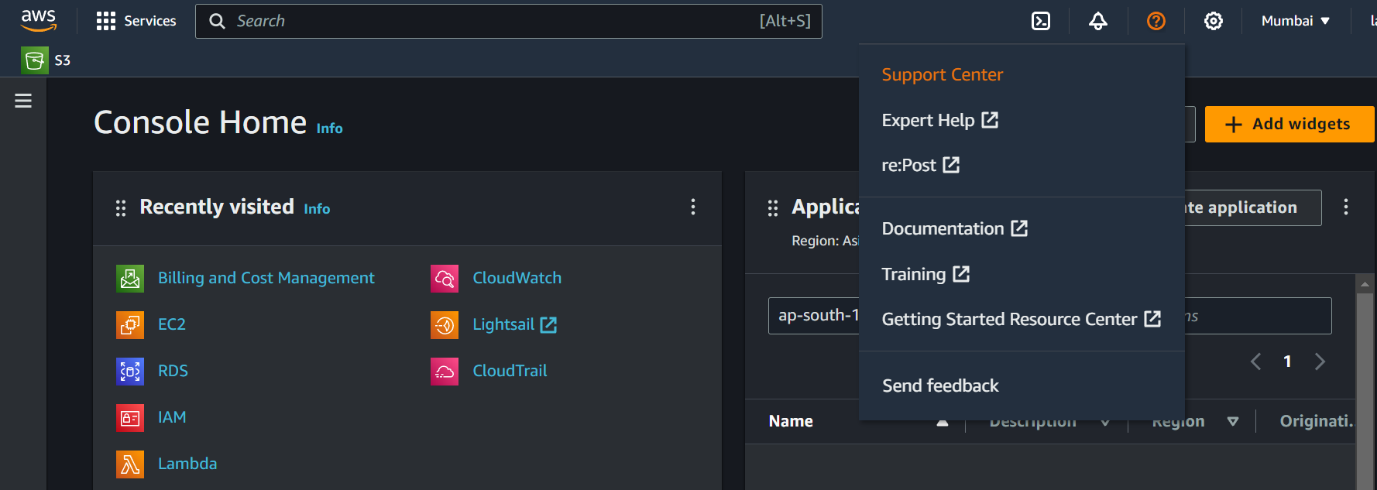 aws
Services
Search
[Alt+S]
Mumbai
S3
Support Center
Expert Help
re:Post
Documentation
Training
Getting Started Resource Center
Send feedback
Console Home Info
+ Add widgets
Recently visited Info
Billing and Cost Management
EC2
RDS
IAM
Lambda
CloudWatch
Lightsail
CloudTrail
Region:
application
ap-south-1
1
Name
Description
Region
Originati...